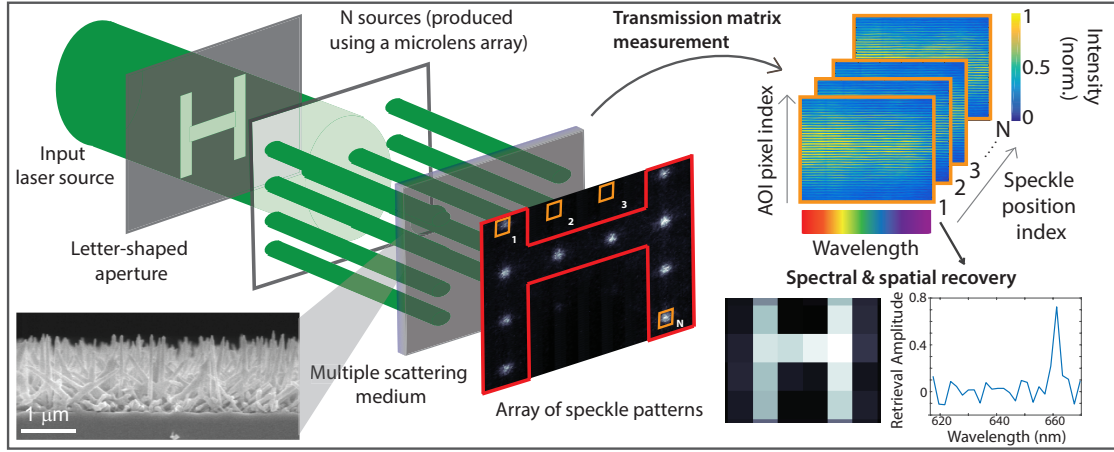 N sources (produced
using a microlens array)
Transmission matrix
measurement
Input
laser source
Letter-shaped
aperture
1 μm
Multiple scattering
medium
1
2
3
N
Array of speckle patterns
AOI pixel index
Wavelength
1
2
3
N
Speckle
position
index
1
0.5
0
Intensity
(norm.)
Spectral & spatial recovery
Retrieval Amplitude
0.8
0.4
0
620
640
660
Wavelength (nm)